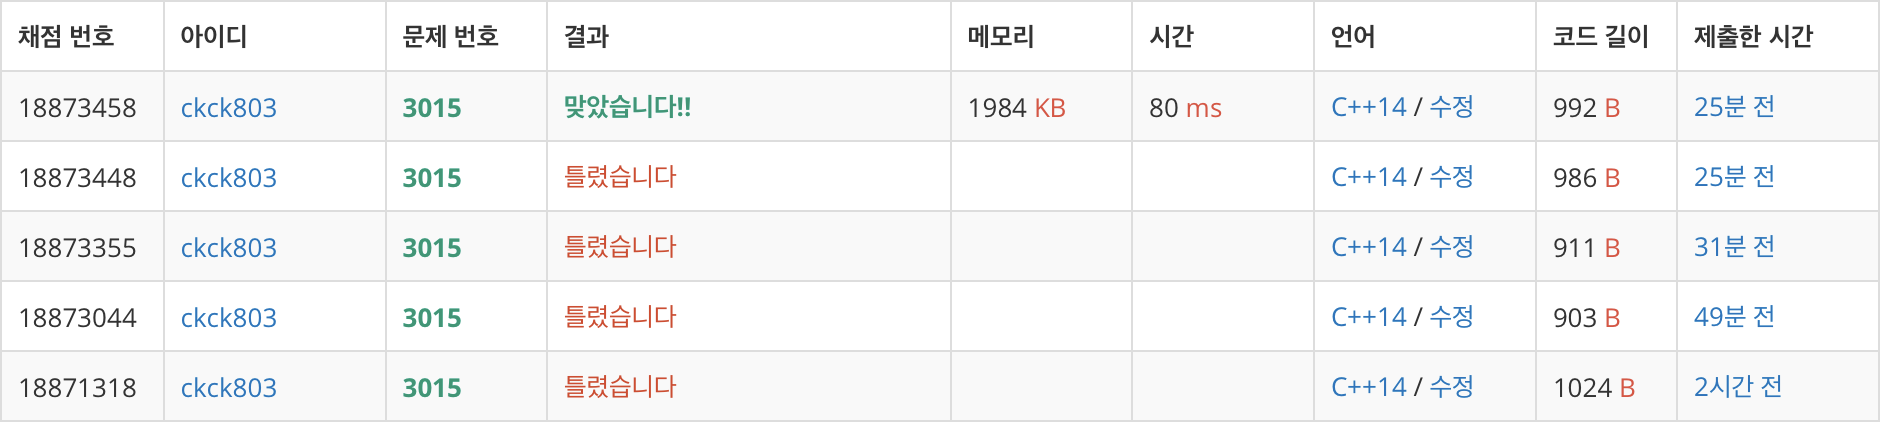 채점 번호 아이디 문제 번호 결과 메모리 시간 언어 코드 길이 제출한 시간
18873458 ckck803 3015 맞았습니다!! 1984 KB 80 ms C++14 / 수정 992 B 25분 전
18873448 ckck803 3015 틀렸습니다 C++14 / 수정 986 B 25분 전
18873355 ckck803 3015 틀렸습니다 C++14 / 수정 911 B 31분 전
18873044 ckck803 3015 틀렸습니다 C++14 / 수정 903 B 49분 전
18871318 ckck803 3015 틀렸습니다 C++14 / 수정 1024 B 2시간 전